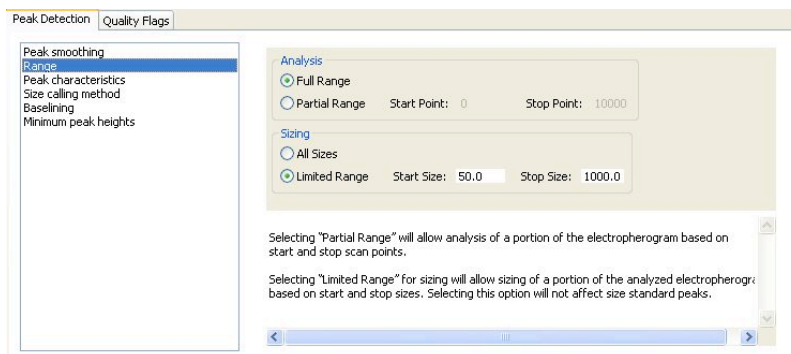 Peak Detection Quality Flags
Peak smoothing
Range
Peak characteristics
Size calling method
Baselining
Minimum peak heights
Analysis
Full Range
Partial Range Start Point: 0 Stop Point: 10000
Sizing
All Sizes
Limited Range Start Size: 50.0 Stop Size: 1000.0
Selecting "Partial Range" will allow analysis of a portion of the electropherogram based on
start and stop scan points.
Selecting "Limited Range" for sizing will allow sizing of a portion of the analyzed electropherogra
based on start and stop sizes. Selecting this option will not affect size standard peaks.